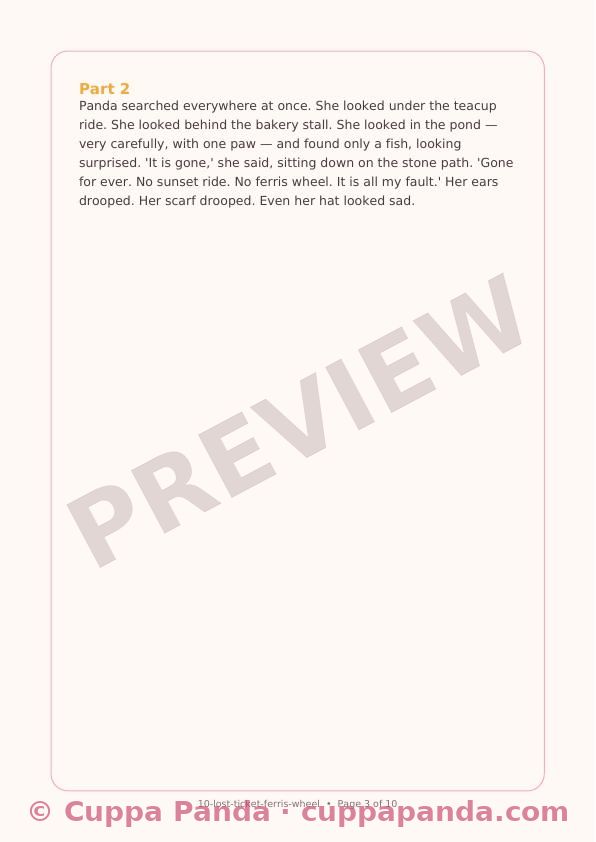 Part 2
Panda searched everywhere at once. She looked under the teacup
ride. She looked behind the bakery stall. She looked in the pond —
very carefully, with one paw — and found only a fish, looking
surprised. 'It is gone,' she said, sitting down on the stone path. 'Gone
for ever. No sunset ride. No ferris wheel. It is all my fault.' Her ears
drooped. Her scarf drooped. Even her hat looked sad.
PREVIEW
10-lost-ticket-ferris-wheel • Page 3 of 10
© Cuppa Panda · cuppapanda.com